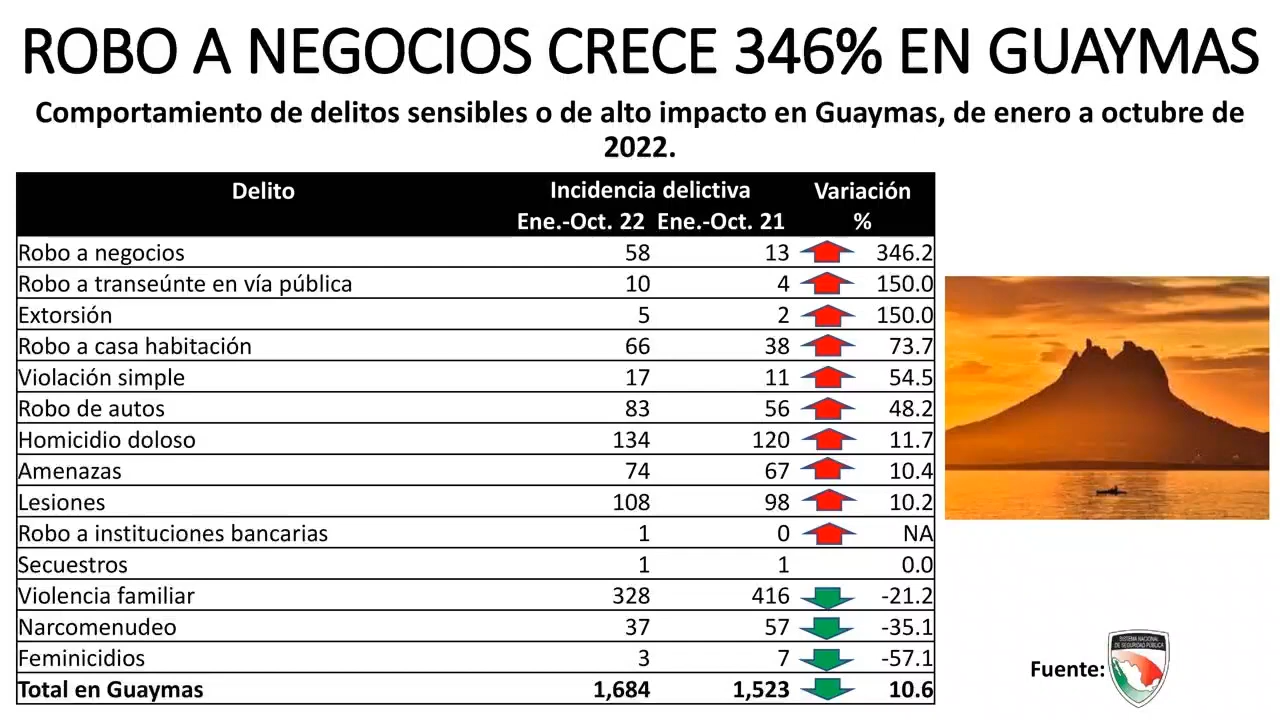 ROBO A NEGOCIOS CRECE 346% EN GUAYMAS
Comportamiento de delitos sensibles o de alto impacto en Guaymas, de enero a octubre de
2022.
Delito Incidencia delictiva Variación
Ene.-Oct. 22 Ene.-Oct. 21 %
Robo a negocios 58 13 346.2
Robo a transeúnte en vía pública 10 4 150.0
Extorsión 5 2 150.0
Robo a casa habitación 66 38 73.7
Violación simple 17 11 54.5
Robo de autos 83 56 48.2
Homicidio doloso 134 120 11.7
Amenazas 74 67 10.4
Lesiones 108 98 10.2
Robo a instituciones bancarias 1 0 NA
Secuestros 1 1 0.0
Violencia familiar 328 416 -21.2
Narcomenudeo 37 57 -35.1
Feminicidios 3 7 -57.1
Total en Guaymas 1,684 1,523 10.6
Fuente:
SISTEMA NACIONAL
DE SEGURIDAD PÚBLICA